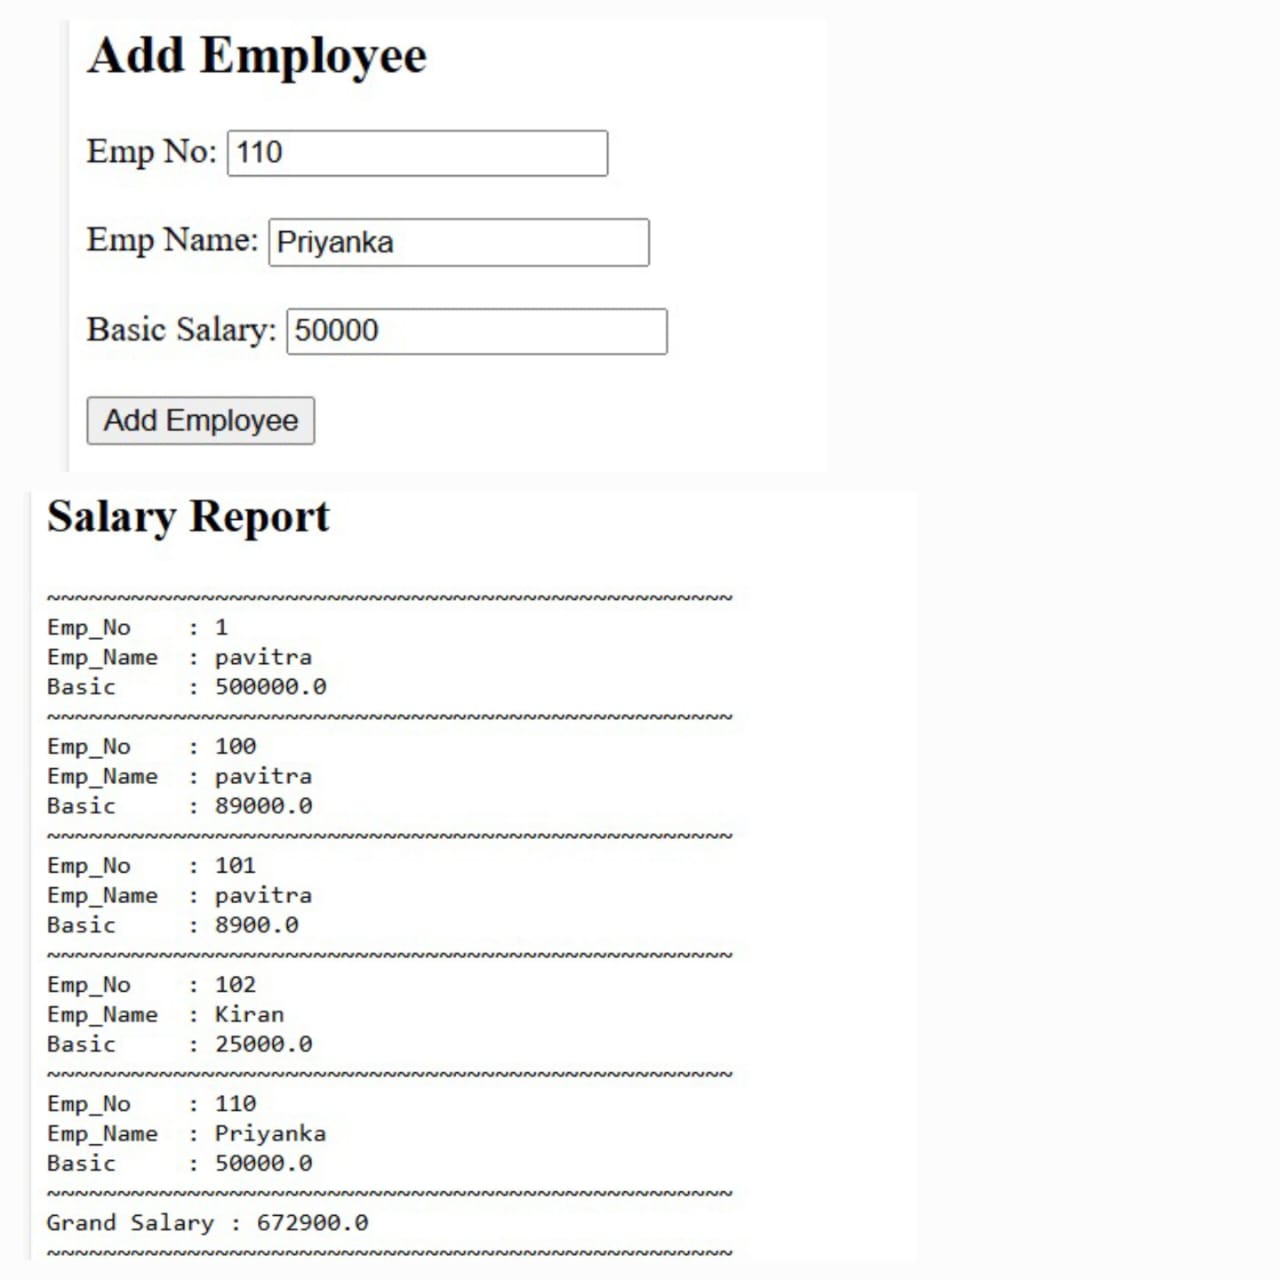 Add Employee
Emp No: 110
Emp Name: Priyanka
Basic Salary: 50000
Add Employee
Salary Report
~~~~~~~~~~~~~~~~~~~~~~~~~~~~~~~~~~~~~~~~~~~~~~~~~
Emp_No    : 1
Emp_Name  : pavitra
Basic     : 500000.0
~~~~~~~~~~~~~~~~~~~~~~~~~~~~~~~~~~~~~~~~~~~~~~~~~
Emp_No    : 100
Emp_Name  : pavitra
Basic     : 89000.0
~~~~~~~~~~~~~~~~~~~~~~~~~~~~~~~~~~~~~~~~~~~~~~~~~
Emp_No    : 101
Emp_Name  : pavitra
Basic     : 8900.0
~~~~~~~~~~~~~~~~~~~~~~~~~~~~~~~~~~~~~~~~~~~~~~~~~
Emp_No    : 102
Emp_Name  : Kiran
Basic     : 25000.0
~~~~~~~~~~~~~~~~~~~~~~~~~~~~~~~~~~~~~~~~~~~~~~~~~
Emp_No    : 110
Emp_Name  : Priyanka
Basic     : 50000.0
~~~~~~~~~~~~~~~~~~~~~~~~~~~~~~~~~~~~~~~~~~~~~~~~~
Grand Salary : 672900.0
~~~~~~~~~~~~~~~~~~~~~~~~~~~~~~~~~~~~~~~~~~~~~~~~~